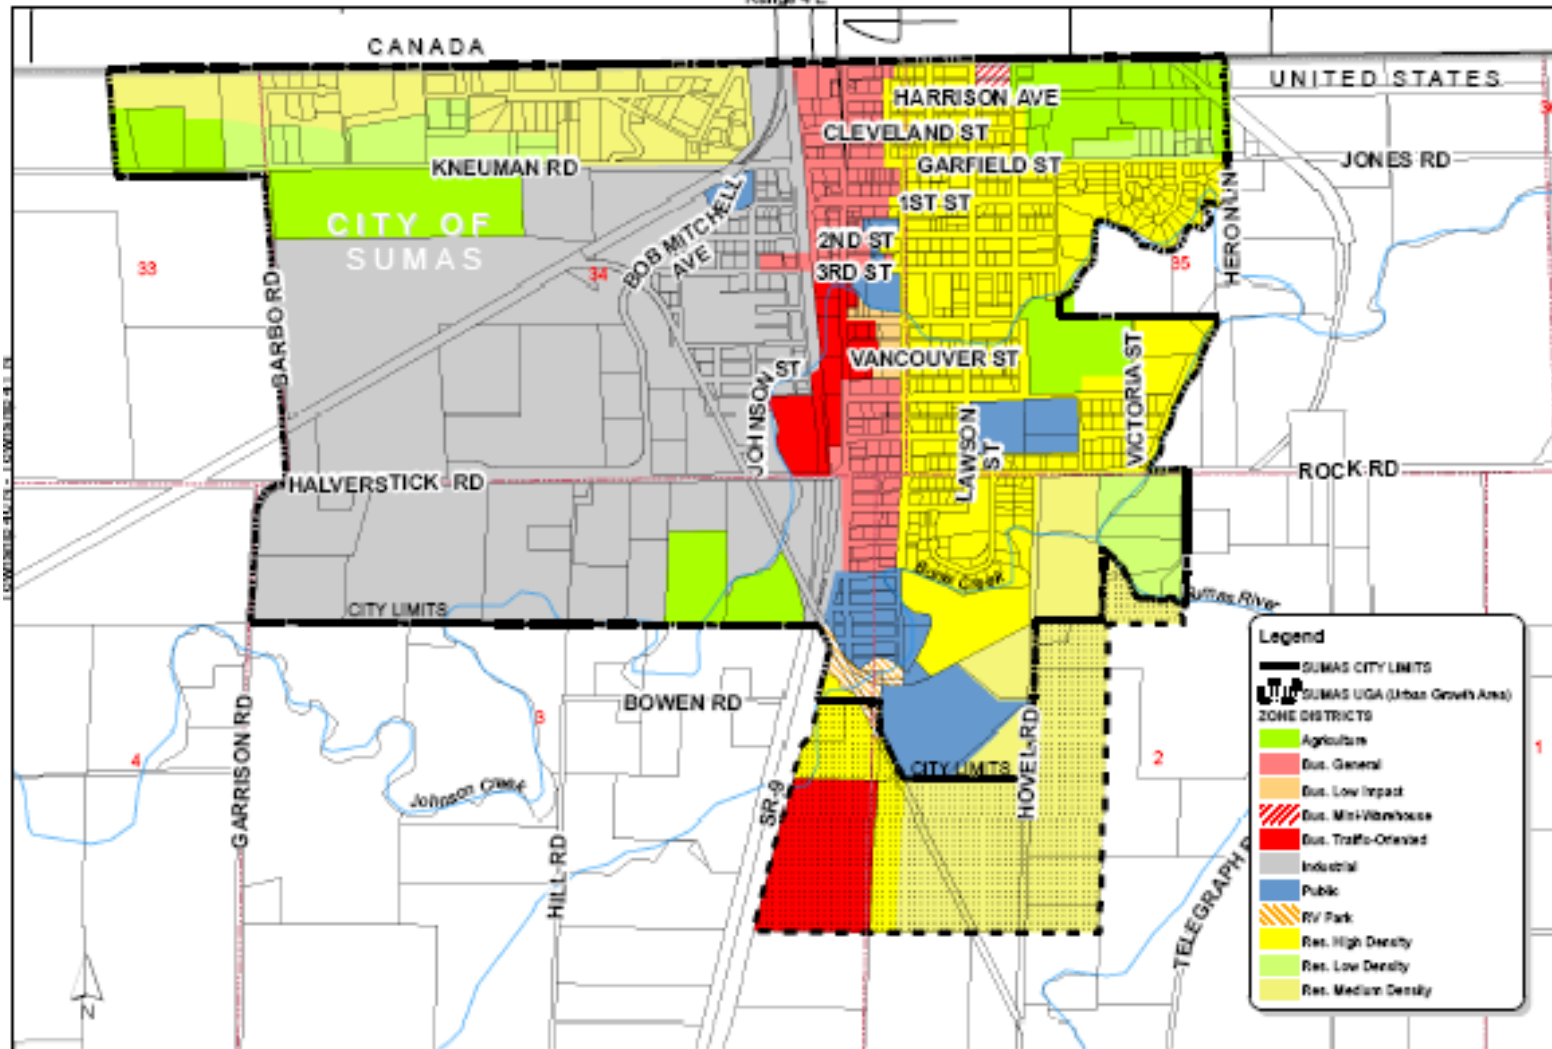 CANADA
UNITED STATES
HARRISON AVE
CLEVELAND ST
GARFIELD ST
JONES RD
KNEUMAN RD
1ST ST
CITY OF
SUMAS
BOB MITCHELL
AVE
2ND ST
3RD ST
HERON LN
33
34
35
GARBO RD
VANCOUVER ST
JOHNSON ST
VICTORIA ST
LAWSON
ST
HALVERSTICK RD
ROCK RD
Bone Creek
CITY LIMITS
Sumas River
BOWEN RD
GARRISON RD
3
4
2
1
Johnson Creek
SR-9
HOVEL RD
CITY LIMITS
HILL RD
TELEGRAPH R
N
Legend
SUMAS CITY LIMITS
SUMAS UGA (Urban Growth Area)
ZONE DISTRICTS
Agriculture
Bus. General
Bus. Low Impact
Bus. Mini-Warehouse
Bus. Traffic-Oriented
Industrial
Public
RV Park
Res. High Density
Res. Low Density
Res. Medium Density